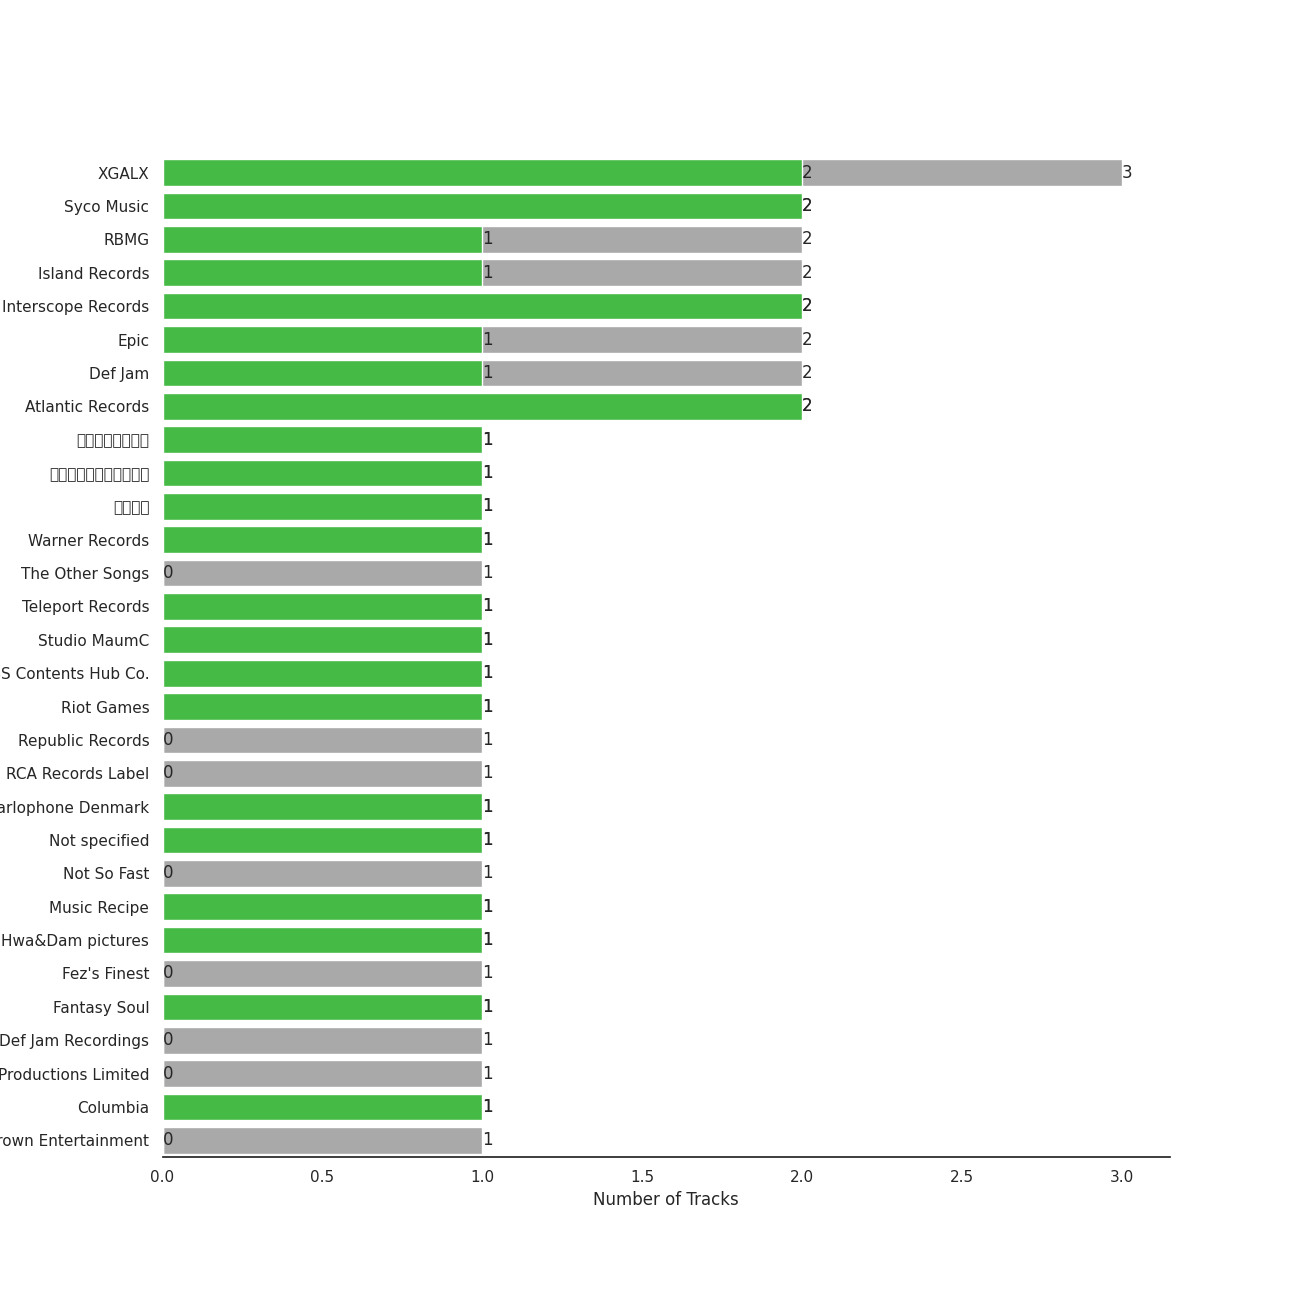 XGALX 2 3
Syco Music 2
RBMG 1 2
Island Records 1 2
Interscope Records 2
Epic 1 2
Def Jam 1 2
Atlantic Records 2
1
1
1
Warner Records 1
The Other Songs 0 1
Teleport Records 1
Studio MaumC 1
S Contents Hub Co. 1
Riot Games 1
Republic Records 0 1
RCA Records Label 0 1
arlophone Denmark 1
Not specified 1
Not So Fast 0 1
Music Recipe 1
Hwa&Dam pictures 1
Fez's Finest 0 1
Fantasy Soul 1
Def Jam Recordings 0 1
Productions Limited 0 1
Columbia 1
rown Entertainment 0 1
0.0 0.5 1.0 1.5 2.0 2.5 3.0
Number of Tracks